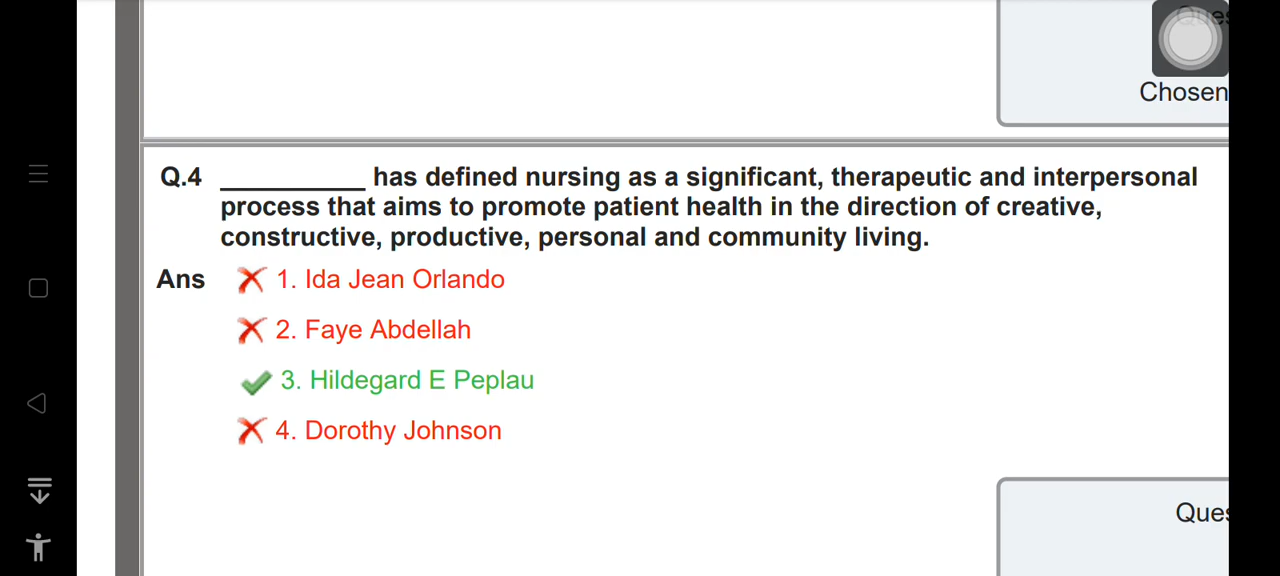 Chosen
Q.4 __________ has defined nursing as a significant, therapeutic and interpersonal
process that aims to promote patient health in the direction of creative,
constructive, productive, personal and community living.
Ans 1. Ida Jean Orlando
2. Faye Abdellah
3. Hildegard E Peplau
4. Dorothy Johnson